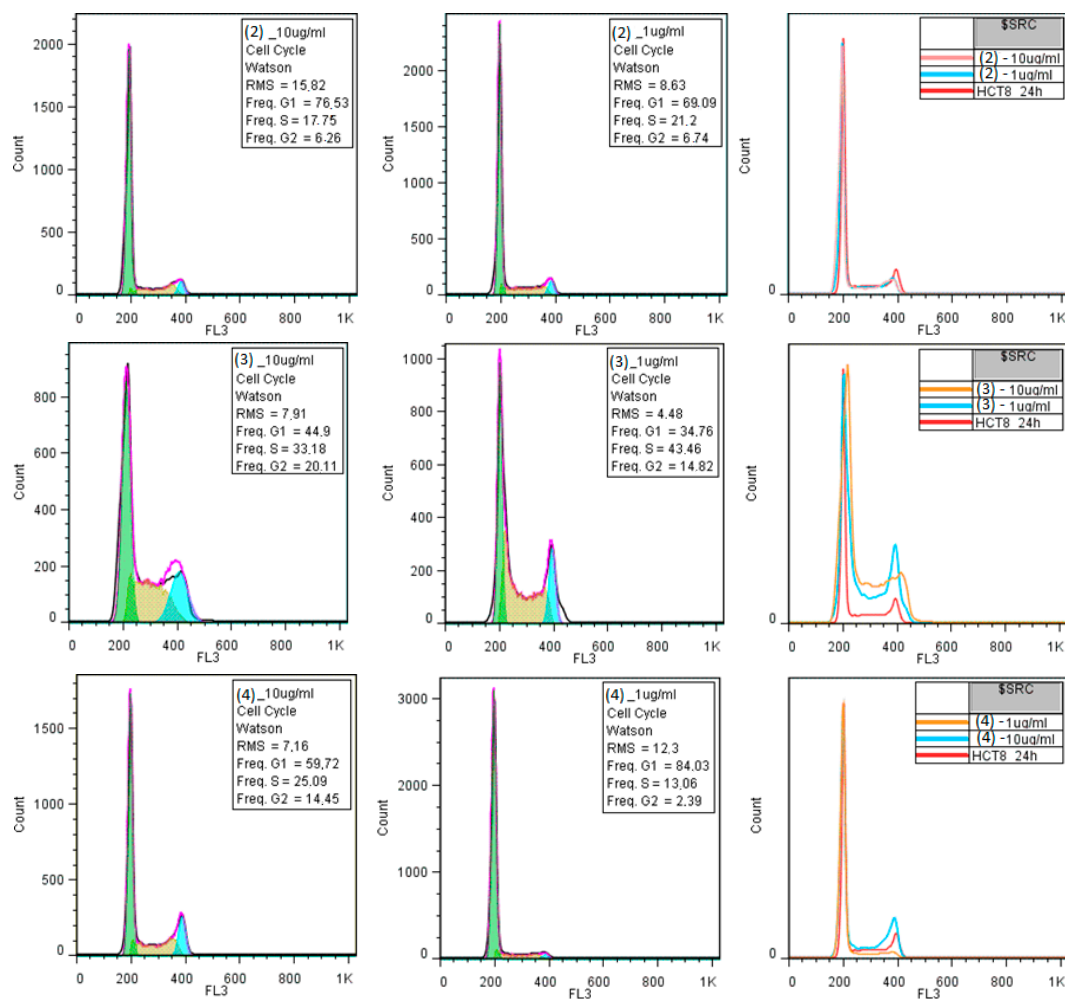 (2)_10ug/ml
Cell Cycle
Watson
RMS = 15,82
Freq. G1 = 76,53
Freq. S = 17.75
Freq. G2 = 6.26
Count
2000
1500
1000
500
0
0 200 400 600 800 1K
FL3
(2)_1ug/ml
Cell Cycle
Watson
RMS = 8.63
Freq. G1 = 69.09
Freq. S = 21.2
Freq. G2 = 6.74
Count
2000
1500
1000
500
0
0 200 400 600 800 1K
FL3
$SRC
(2) - 10ug/ml
(2) - 1ug/ml
HCT8_24h
Count
0
0 200 400 600 800 1K
FL3
(3)_10ug/ml
Cell Cycle
Watson
RMS = 7,91
Freq. G1 = 44.9
Freq. S = 33,18
Freq. G2 = 20,11
Count
800
600
400
200
0
0 200 400 600 800 1K
FL3
(3)_1ug/ml
Cell Cycle
Watson
RMS = 4.48
Freq. G1 = 34.76
Freq. S = 43.46
Freq. G2 = 14.82
Count
1000
800
600
400
200
0
0 200 400 600 800 1K
FL3
$SRC
(3) - 10ug/ml
(3) - 1ug/ml
HCT8_24h
Count
0
0 200 400 600 800 1K
FL3
(4)_10ug/ml
Cell Cycle
Watson
RMS = 7,16
Freq. G1 = 59,72
Freq. S = 25,09
Freq. G2 = 14,45
Count
1500
1000
500
0
0 200 400 600 800 1K
FL3
(4)_1ug/ml
Cell Cycle
Watson
RMS = 12,3
Freq. G1 = 84,03
Freq. S = 13,06
Freq. G2 = 2,39
Count
3000
2500
2000
1500
1000
500
0
0 200 400 600 800 1K
FL3
$SRC
(4) - 1ug/ml
(4) -10ug/ml
HCT8_24h
Count
0
0 200 400 600 800 1K
FL3